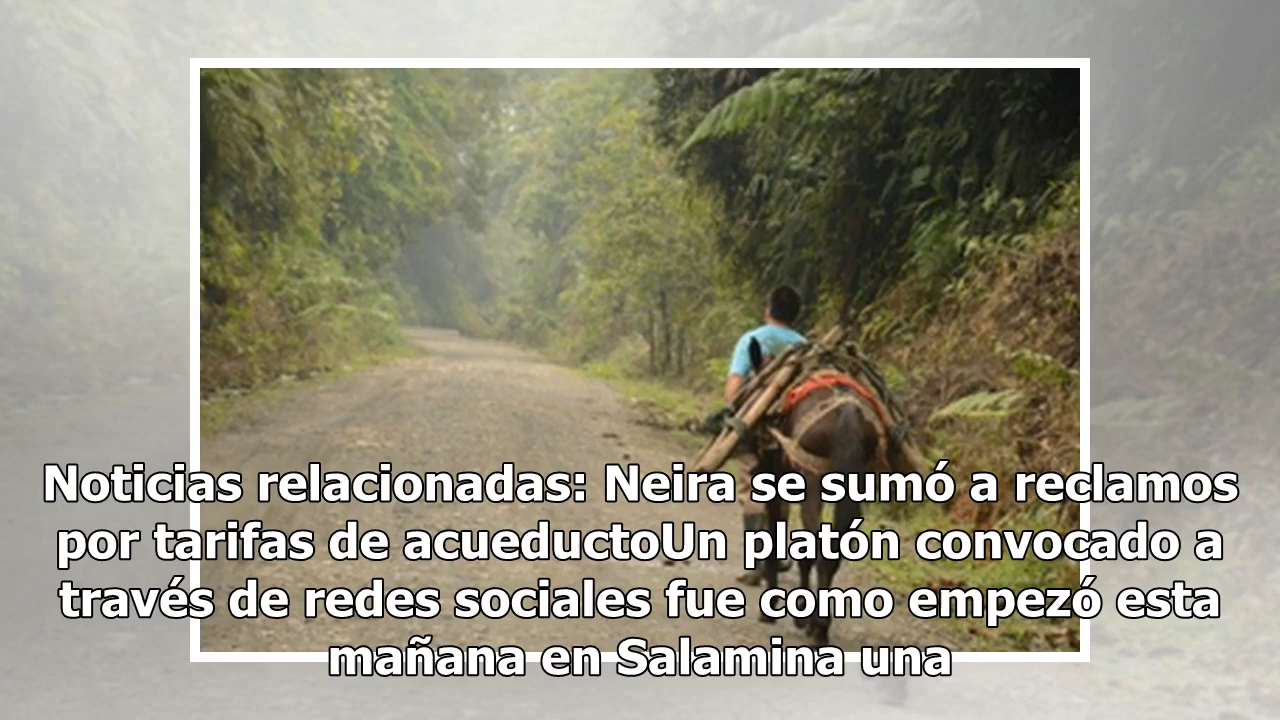 Noticias relacionadas: Neira se sumó a reclamos
por tarifas de acueductoUn platón convocado a
través de redes sociales fue como empezó esta
mañana en Salamina una